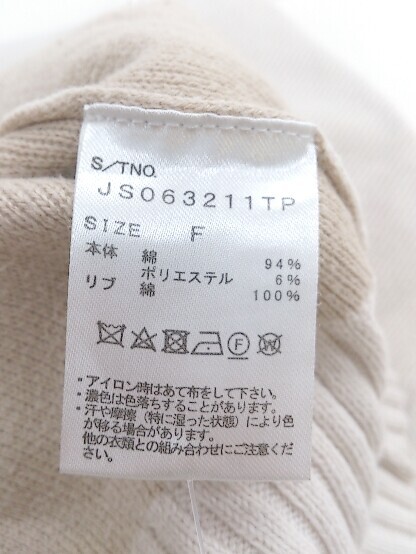 S/TNO.
JS063211TP
SIZE F
本体 綿 94%
ポリエステル 6%
リブ 綿 100%
F W
*アイロン時はあて布をして下さい。
*濃色は色落ちすることがあります。
*汗や摩擦(特に湿った状態)により色
が移る場合があります。
他の衣類との組み合わせにご注意くだ
さい。